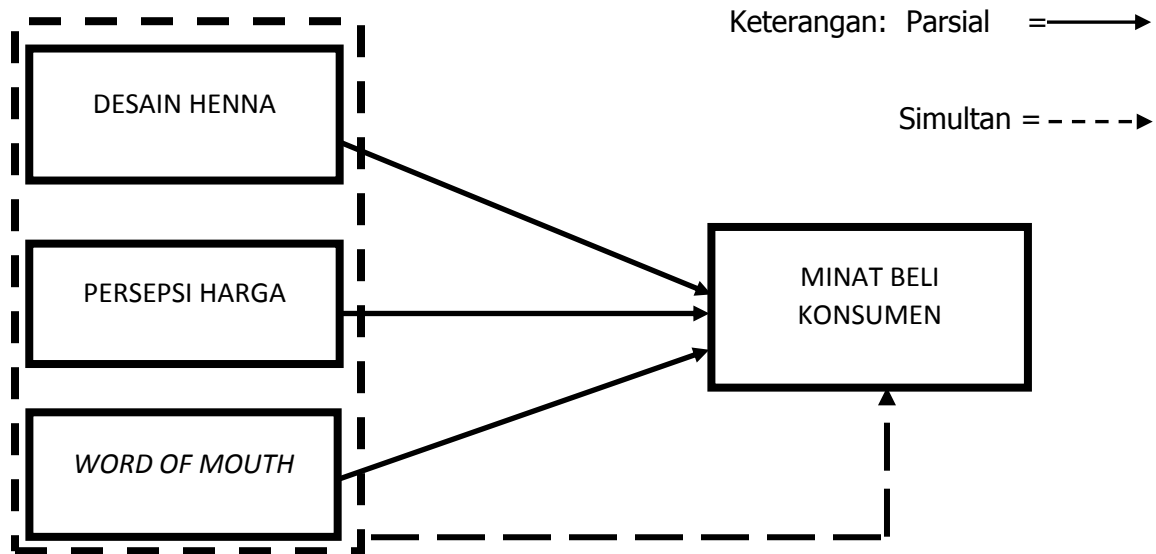 Keterangan: Parsial =
Simultan =
DESAIN HENNA
PERSEPSI HARGA
WORD OF MOUTH
MINAT BELI
KONSUMEN